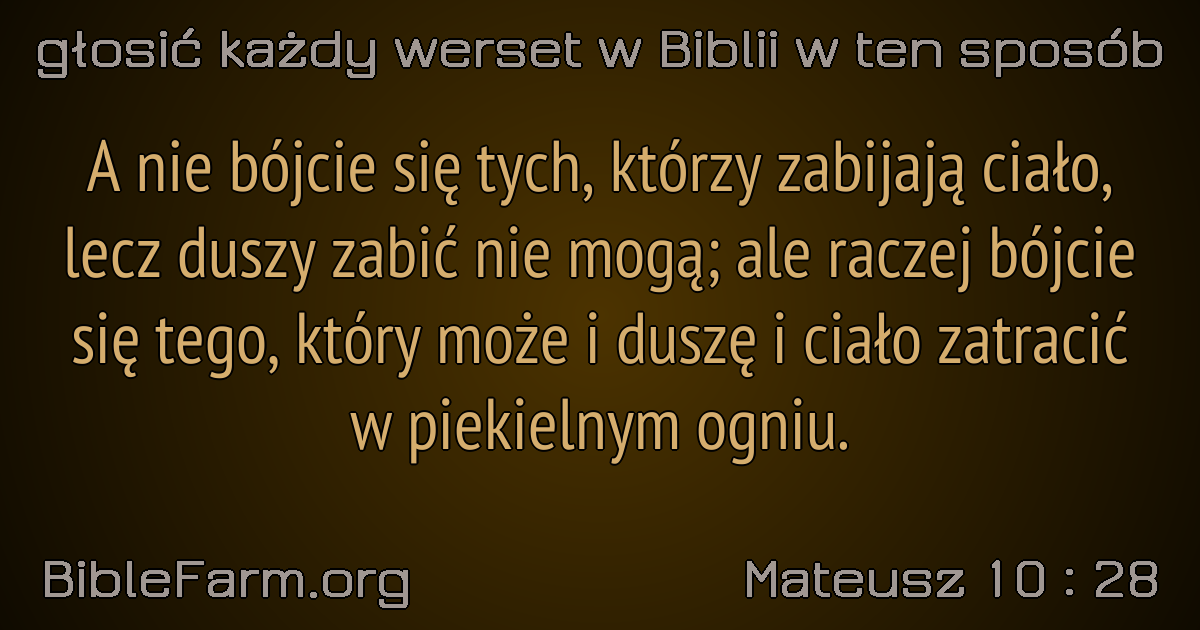 głosić każdy werset w Biblii w ten sposób
A nie bójcie się tych, którzy zabijają ciało,
lecz duszy zabić nie mogą; ale raczej bójcie
się tego, który może i duszę i ciało zatracić
w piekielnym ogniu.
BibleFarm.org
Mateusz 10 : 28